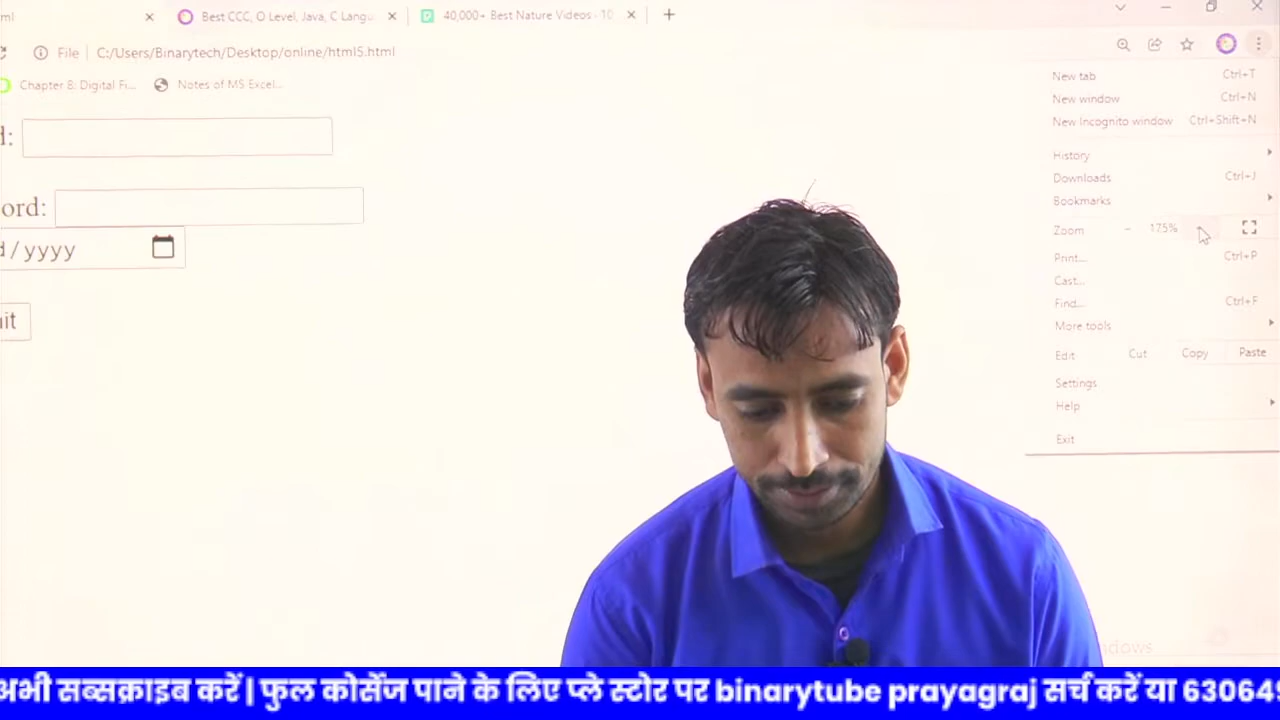 ml
Best CCC, O Level, Java, C Langu
40,000+ Best Nature Videos · 10
File C:/Users/Binarytech/Desktop/online/html5.html
Chapter 8: Digital Fi...
Notes of MS Excel...
d:
ord:
d/yyyy
nit
New tab Ctrl+T
New window Ctrl+N
New Incognito window Ctrl+Shift+N
History
Downloads Ctrl+J
Bookmarks
Zoom – 175%
Print... Ctrl+P
Cast...
Find... Ctrl+F
More tools
Edit Cut Copy Paste
Settings
Help
Exit
dows
अभी सब्सक्राइब करें | फुल कोर्सेज पाने के लिए प्ले स्टोर पर binarytube prayagraj सर्च करें या 630649